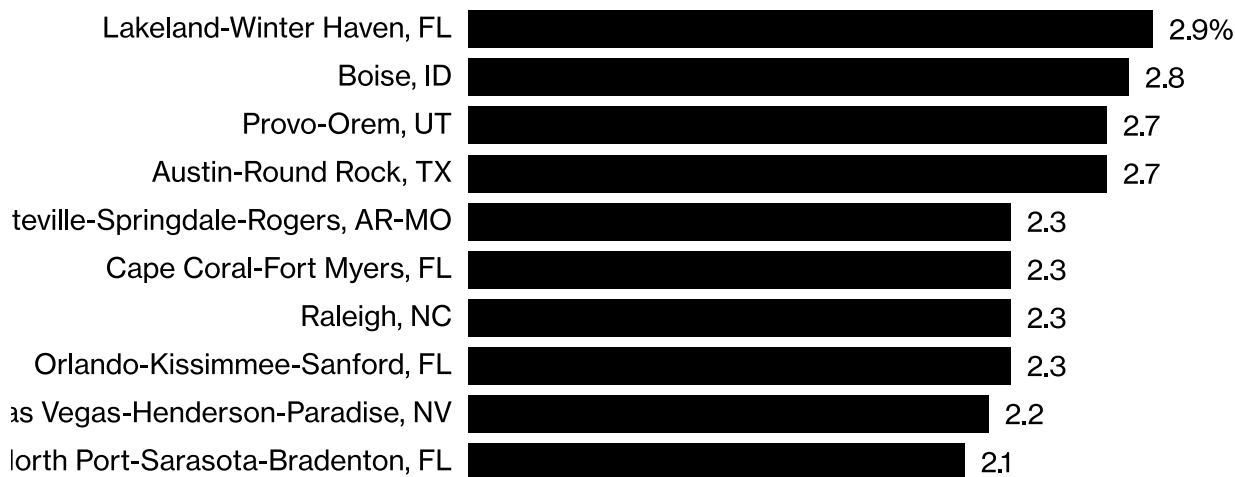 Lakeland-Winter Haven, FL 2.9%
Boise, ID 2.8
Provo-Orem, UT 2.7
Austin-Round Rock, TX 2.7
teville-Springdale-Rogers, AR-MO 2.3
Cape Coral-Fort Myers, FL 2.3
Raleigh, NC 2.3
Orlando-Kissimmee-Sanford, FL 2.3
as Vegas-Henderson-Paradise, NV 2.2
orth Port-Sarasota-Bradenton, FL 2.1